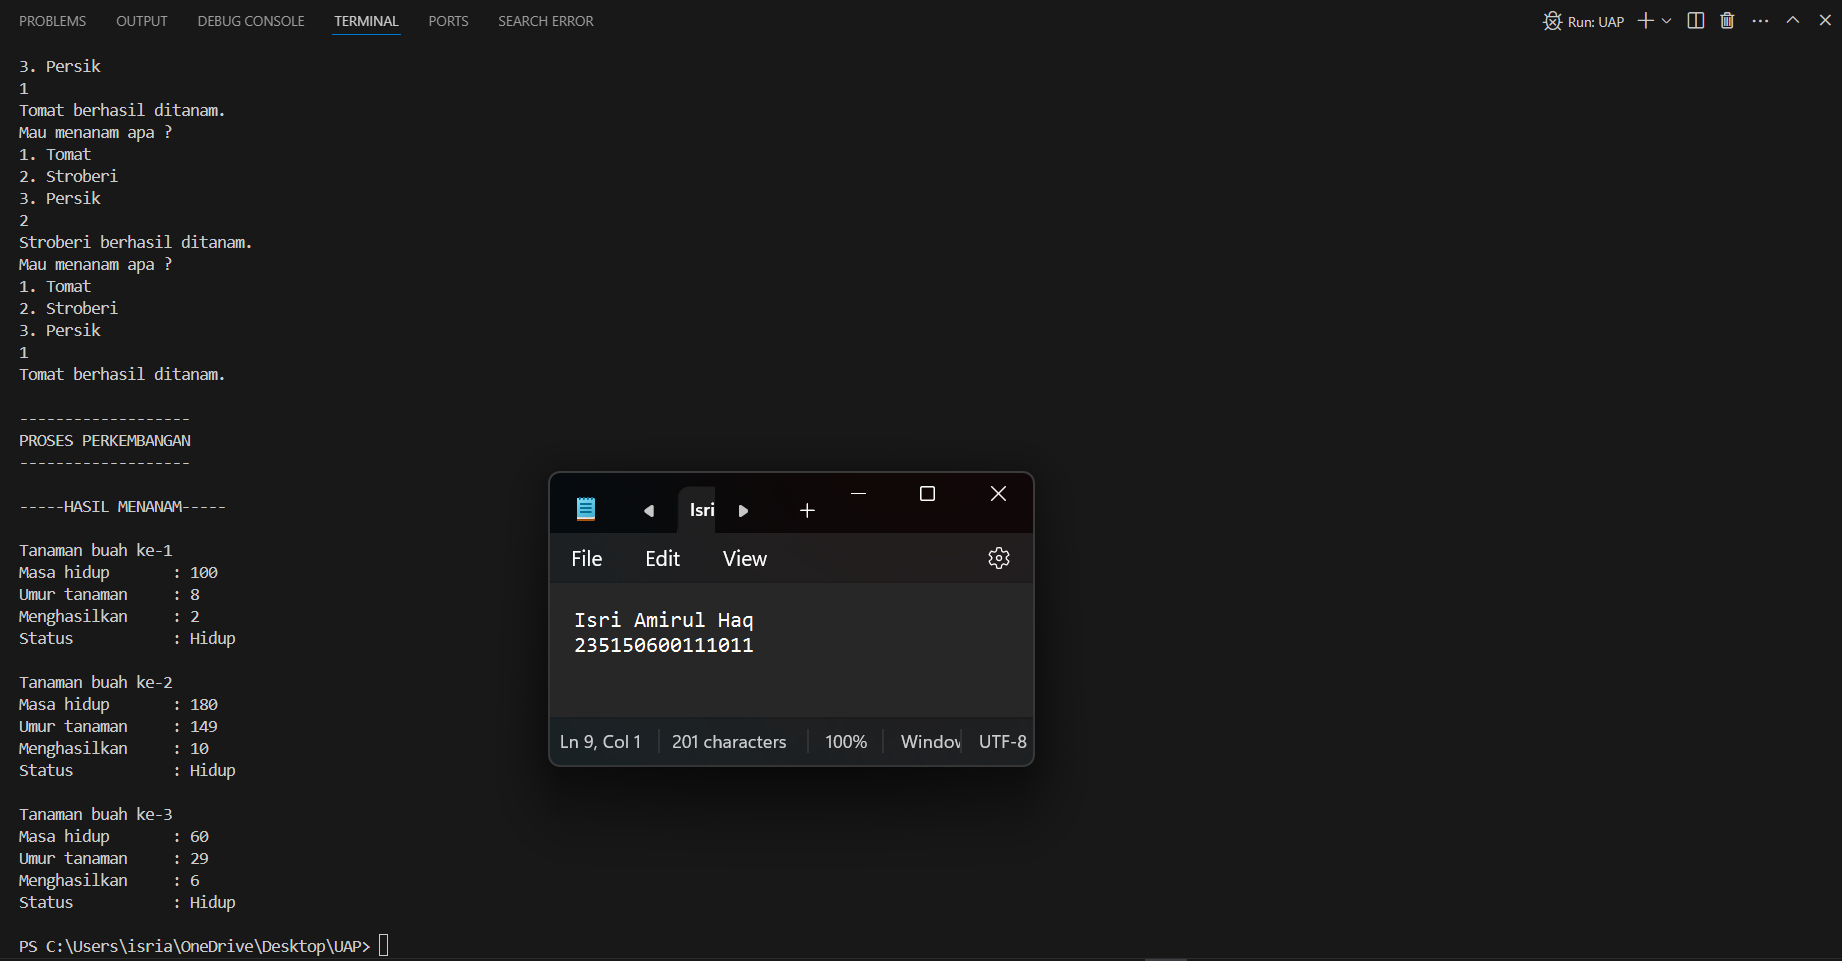 PROBLEMS OUTPUT DEBUG CONSOLE TERMINAL PORTS SEARCH ERROR Run: UAP
3. Persik
1
Tomat berhasil ditanam.
Mau menanam apa ?
1. Tomat
2. Stroberi
3. Persik
2
Stroberi berhasil ditanam.
Mau menanam apa ?
1. Tomat
2. Stroberi
3. Persik
1
Tomat berhasil ditanam.
-------------------
PROSES PERKEMBANGAN
-------------------
-----HASIL MENANAM-----
Tanaman buah ke-1
Masa hidup : 100
Umur tanaman : 8
Menghasilkan : 2
Status : Hidup
Tanaman buah ke-2
Masa hidup : 180
Umur tanaman : 149
Menghasilkan : 10
Status : Hidup
Tanaman buah ke-3
Masa hidup : 60
Umur tanaman : 29
Menghasilkan : 6
Status : Hidup
PS C:\Users\isria\OneDrive\Desktop\UAP>
Isri
File Edit View
Isri Amirul Haq
235150600111011
Ln 9, Col 1 201 characters 100% Window UTF-8